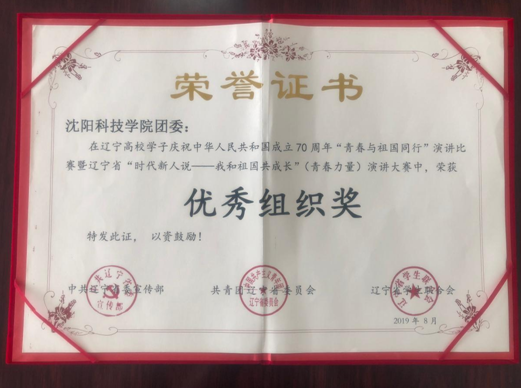 荣誉证书
沈阳科技学院团委：
在辽宁高校学子庆祝中华人民共和国成立70周年“青春与祖国同行”演讲比
赛暨辽宁省“时代新人说——我和祖国共成长”（青春力量）演讲大赛中，荣获
优秀组织奖
特发此证，以资鼓励！
中共辽宁省委宣传部 共青团辽宁省委员会 辽宁省学生联合会
2019年8月